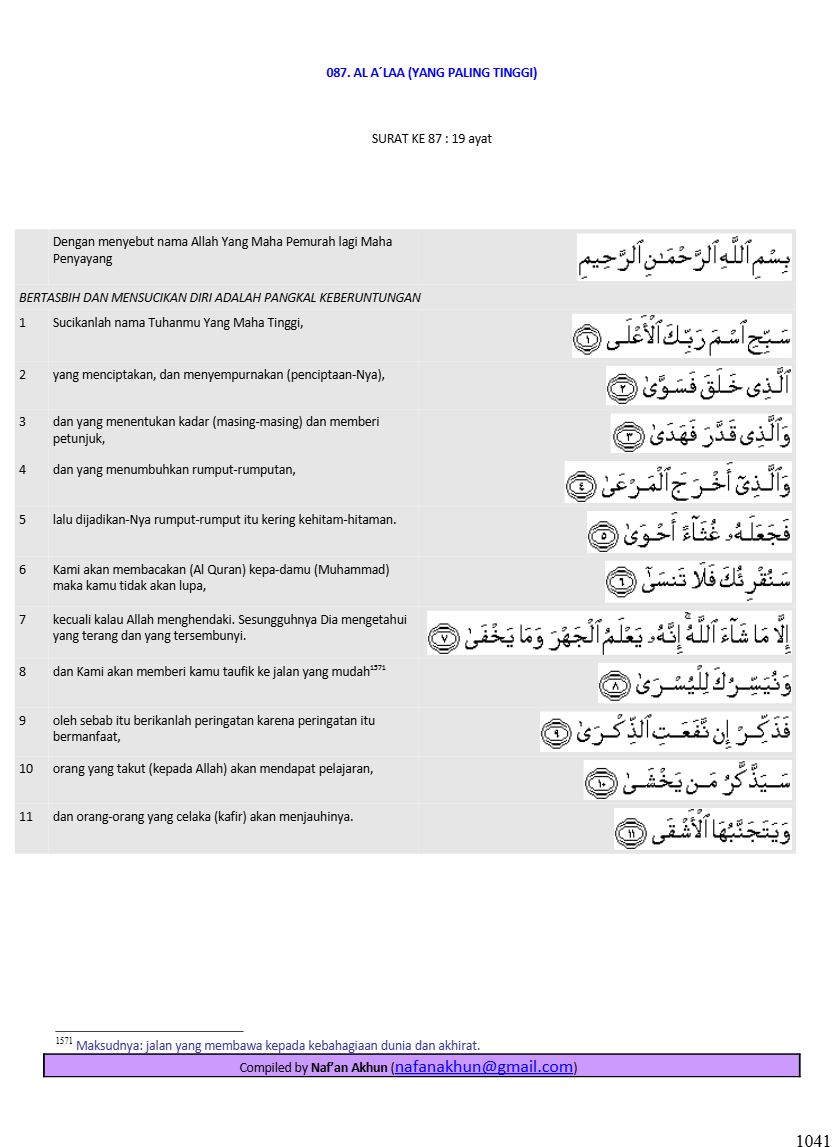 087. AL A´LAA (YANG PALING TINGGI)
SURAT KE 87 : 19 ayat
Dengan menyebut nama Allah Yang Maha Pemurah lagi Maha
Penyayang
بِسْمِ ٱللَّهِ ٱلرَّحْمَـٰنِ ٱلرَّحِيمِ
BERTASBIH DAN MENSUCIKAN DIRI ADALAH PANGKAL KEBERUNTUNGAN
1 Sucikanlah nama Tuhanmu Yang Maha Tinggi,
سَبِّحِ ٱسْمَ رَبِّكَ ٱلْأَعْلَى ١
2 yang menciptakan, dan menyempurnakan (penciptaan-Nya),
ٱلَّذِى خَلَقَ فَسَوَّىٰ ٢
3 dan yang menentukan kadar (masing-masing) dan memberi
petunjuk,
وَٱلَّذِى قَدَّرَ فَهَدَىٰ ٣
4 dan yang menumbuhkan rumput-rumputan,
وَٱلَّذِىٓ أَخْرَجَ ٱلْمَرْعَىٰ ٤
5 lalu dijadikan-Nya rumput-rumput itu kering kehitam-hitaman.
فَجَعَلَهُۥ غُثَآءً أَحْوَىٰ ٥
6 Kami akan membacakan (Al Quran) kepa-damu (Muhammad)
maka kamu tidak akan lupa,
سَنُقْرِئُكَ فَلَا تَنسَىٰٓ ٦
7 kecuali kalau Allah menghendaki. Sesungguhnya Dia mengetahui
yang terang dan yang tersembunyi.
إِلَّا مَا شَآءَ ٱللَّهُ ۚ إِنَّهُۥ يَعْلَمُ ٱلْجَهْرَ وَمَا يَخْفَىٰ ٧
8 dan Kami akan memberi kamu taufik ke jalan yang mudah1571
وَنُيَسِّرُكَ لِلْيُسْرَىٰ ٨
9 oleh sebab itu berikanlah peringatan karena peringatan itu
bermanfaat,
فَذَكِّرْ إِن نَّفَعَتِ ٱلذِّكْرَىٰ ٩
10 orang yang takut (kepada Allah) akan mendapat pelajaran,
سَيَذَّكَّرُ مَن يَخْشَىٰ ١٠
11 dan orang-orang yang celaka (kafir) akan menjauhinya.
وَيَتَجَنَّبُهَا ٱلْأَشْقَى ١١
1571 Maksudnya: jalan yang membawa kepada kebahagiaan dunia dan akhirat.
Compiled by Naf’an Akhun (nafanakhun@gmail.com)
1041